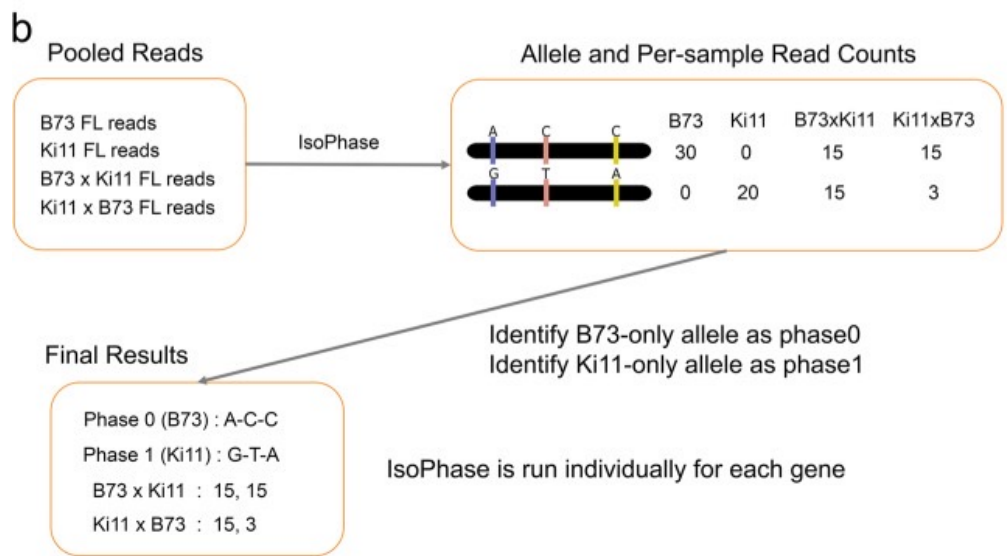 b
Pooled Reads
B73 FL reads
Ki11 FL reads
B73 x Ki11 FL reads
Ki11 x B73 FL reads
IsoPhase
Allele and Per-sample Read Counts
B73 Ki11 B73xKi11 Ki11xB73
A C C
30 0 15 15
G T A
0 20 15 3
Identify B73-only allele as phase0
Identify Ki11-only allele as phase1
Final Results
Phase 0 (B73) : A-C-C
Phase 1 (Ki11) : G-T-A
B73 x Ki11 : 15, 15
Ki11 x B73 : 15, 3
IsoPhase is run individually for each gene